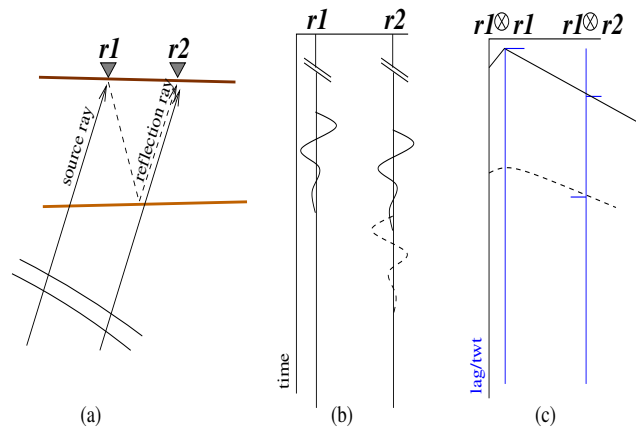 r1 r2
source ray
reflection ray
(a)
r1 r2
time
(b)
r1⊗r1 r1⊗r2
lag/twt
(c)